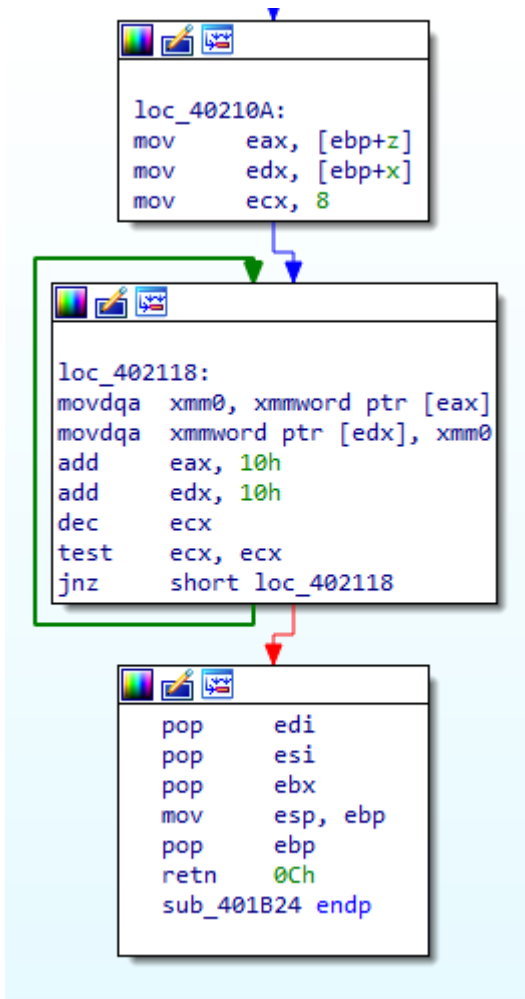 loc_40210A:
mov eax, [ebp+z]
mov edx, [ebp+x]
mov ecx, 8
loc_402118:
movdqa xmm0, xmmword ptr [eax]
movdqa xmmword ptr [edx], xmm0
add eax, 10h
add edx, 10h
dec ecx
test ecx, ecx
jnz short loc_402118
pop edi
pop esi
pop ebx
mov esp, ebp
pop ebp
retn 0Ch
sub_401B24 endp